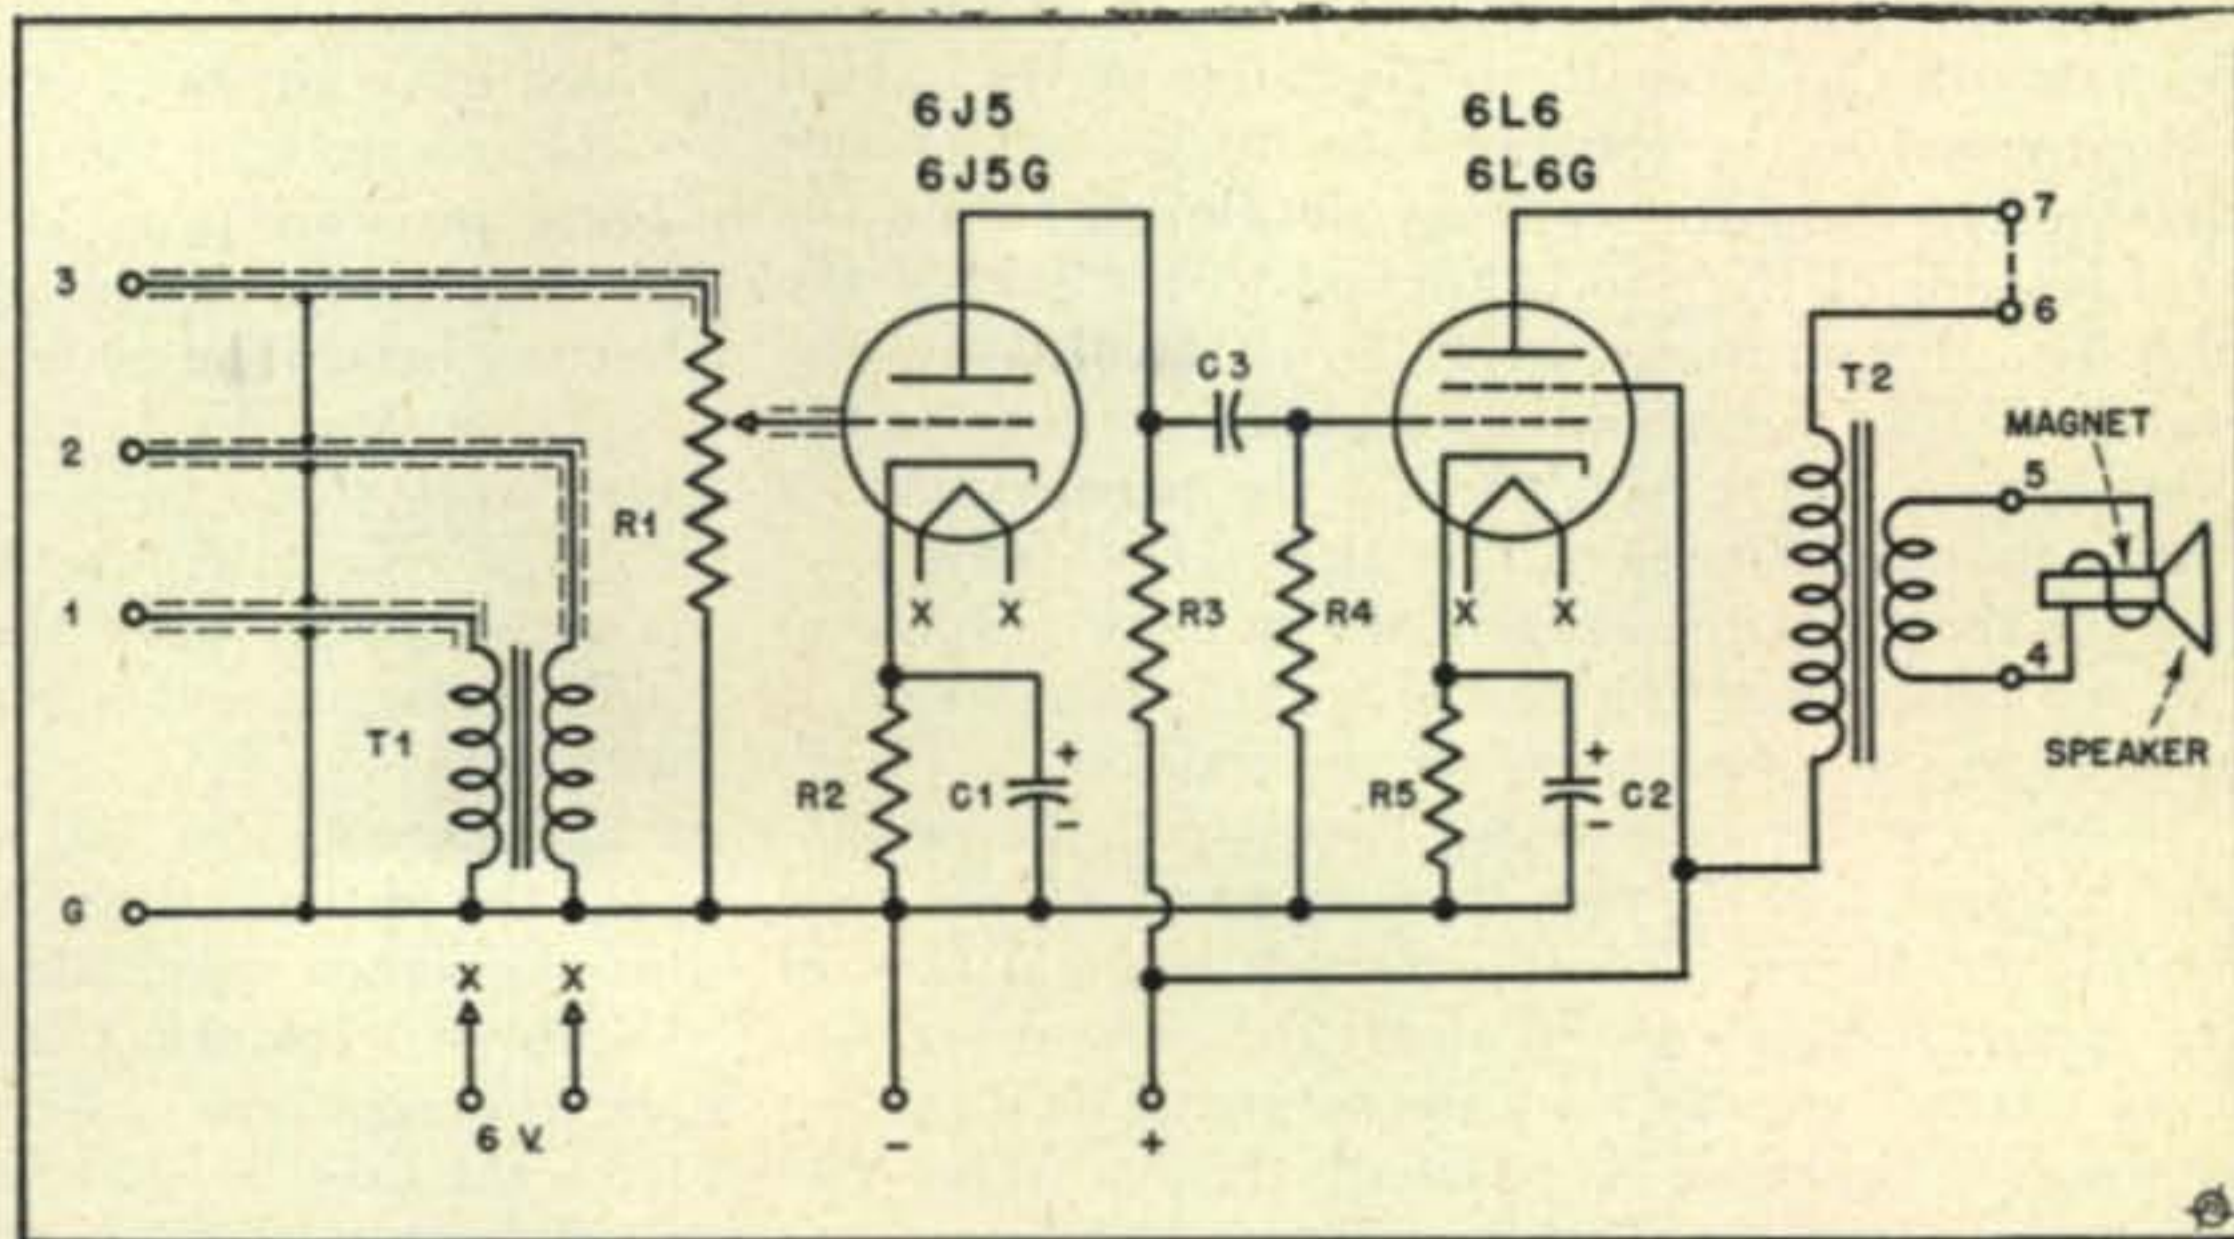 6J5
6J5G
6L6
6L6G
7
3
6
C3
T2
MAGNET
2
5
R1
1
X X
R3
R4
X X
4
T1
SPEAKER
+
+
R2
C1
R5
C2
-
-
G
X X
6 V.
-
+